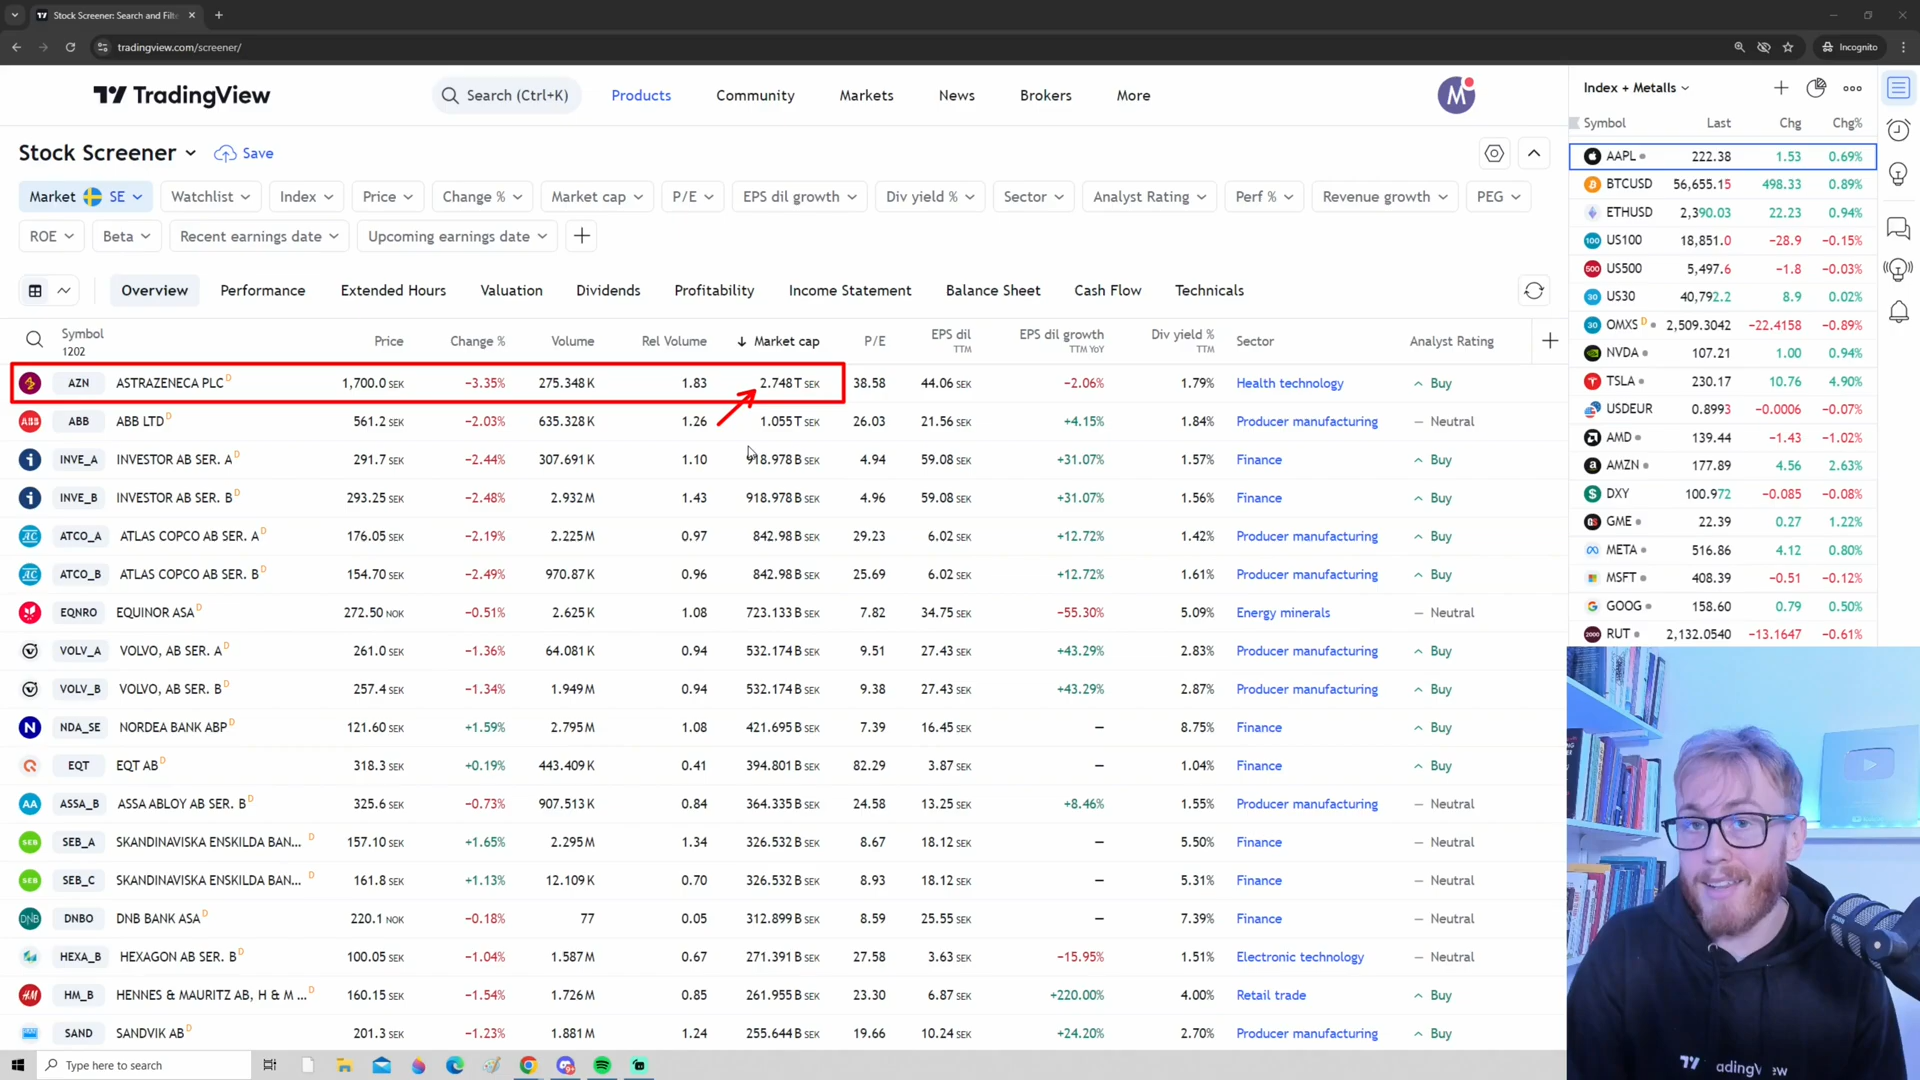 Stock Screener: Search and Filte
tradingview.com/screener/
Incognito
TradingView
Search (Ctrl+K)
Products
Community
Markets
News
Brokers
More
M
Stock Screener
Save
Market SE
Watchlist
Index
Price
Change %
Market cap
P/E
EPS dil growth
Div yield %
Sector
Analyst Rating
Perf %
Revenue growth
PEG
ROE
Beta
Recent earnings date
Upcoming earnings date
Overview
Performance
Extended Hours
Valuation
Dividends
Profitability
Income Statement
Balance Sheet
Cash Flow
Technicals
Symbol 1202 Price Change % Volume Rel Volume Market cap P/E EPS dil TTM EPS dil growth TTM YoY Div yield % TTM Sector Analyst Rating
AZN ASTRAZENECA PLC D 1,700.0 SEK −3.35% 275.348 K 1.83 2.748 T SEK 38.58 44.06 SEK −2.06% 1.79% Health technology Buy
ABB ABB LTD D 561.2 SEK −2.03% 635.328 K 1.26 1.055 T SEK 26.03 21.56 SEK +4.15% 1.84% Producer manufacturing Neutral
INVE_A INVESTOR AB SER. A D 291.7 SEK −2.44% 307.691 K 1.10 918.978 B SEK 4.94 59.08 SEK +31.07% 1.57% Finance Buy
INVE_B INVESTOR AB SER. B D 293.25 SEK −2.48% 2.932 M 1.43 918.978 B SEK 4.96 59.08 SEK +31.07% 1.56% Finance Buy
AC ATCO_A ATLAS COPCO AB SER. A D 176.05 SEK −2.19% 2.225 M 0.97 842.98 B SEK 29.23 6.02 SEK +12.72% 1.42% Producer manufacturing Buy
AC ATCO_B ATLAS COPCO AB SER. B D 154.70 SEK −2.49% 970.87 K 0.96 842.98 B SEK 25.69 6.02 SEK +12.72% 1.61% Producer manufacturing Buy
EQNRO EQUINOR ASA D 272.50 NOK −0.51% 2.625 K 1.08 723.133 B SEK 7.82 34.75 SEK −55.30% 5.09% Energy minerals Neutral
VOLV_A VOLVO, AB SER. A D 261.0 SEK −1.36% 64.081 K 0.94 532.174 B SEK 9.51 27.43 SEK +43.29% 2.83% Producer manufacturing Buy
VOLV_B VOLVO, AB SER. B D 257.4 SEK −1.34% 1.949 M 0.94 532.174 B SEK 9.38 27.43 SEK +43.29% 2.87% Producer manufacturing Buy
N NDA_SE NORDEA BANK ABP D 121.60 SEK +1.59% 2.795 M 1.08 421.695 B SEK 7.39 16.45 SEK — 8.75% Finance Buy
EQT EQT AB D 318.3 SEK +0.19% 443.409 K 0.41 394.801 B SEK 82.29 3.87 SEK — 1.04% Finance Buy
AA ASSA_B ASSA ABLOY AB SER. B D 325.6 SEK −0.73% 907.513 K 0.84 364.335 B SEK 24.58 13.25 SEK +8.46% 1.55% Producer manufacturing Neutral
SEB SEB_A SKANDINAVISKA ENSKILDA BAN... D 157.10 SEK +1.65% 2.295 M 1.34 326.532 B SEK 8.67 18.12 SEK — 5.50% Finance Neutral
SEB SEB_C SKANDINAVISKA ENSKILDA BAN... D 161.8 SEK +1.13% 12.109 K 0.70 326.532 B SEK 8.93 18.12 SEK — 5.31% Finance Neutral
DNB DNBO DNB BANK ASA D 220.1 NOK −0.18% 77 0.05 312.899 B SEK 8.59 25.55 SEK — 7.39% Finance Neutral
HEXA_B HEXAGON AB SER. B D 100.05 SEK −1.04% 1.587 M 0.67 271.391 B SEK 27.58 3.63 SEK −15.95% 1.51% Electronic technology Neutral
HM HM_B HENNES & MAURITZ AB, H & M ... D 160.15 SEK −1.54% 1.726 M 0.85 261.955 B SEK 23.30 6.87 SEK +220.00% 4.00% Retail trade Buy
SAND SANDVIK AB D 201.3 SEK −1.23% 1.881 M 1.24 255.644 B SEK 19.66 10.24 SEK +24.20% 2.70% Producer manufacturing Buy
Index + Metalls
Symbol Last Chg Chg%
AAPL 222.38 1.53 0.69%
BTCUSD 56,655.15 498.33 0.89%
ETHUSD 2,390.03 22.23 0.94%
100 US100 18,851.0 −28.9 −0.15%
500 US500 5,497.6 −1.8 −0.03%
30 US30 40,792.2 8.9 0.02%
30 OMXS D 2,509.3042 −22.4158 −0.89%
NVDA 107.21 1.00 0.94%
TSLA 230.17 10.76 4.90%
USDEUR 0.8993 −0.0006 −0.07%
AMD 139.44 −1.43 −1.02%
AMZN 177.89 4.56 2.63%
DXY 100.972 −0.085 −0.08%
GME 22.39 0.27 1.22%
META 516.86 4.12 0.80%
MSFT 408.39 −0.51 −0.12%
GOOG 158.60 0.79 0.50%
2000 RUT 2,132.0540 −13.1647 −0.61%
Type here to search